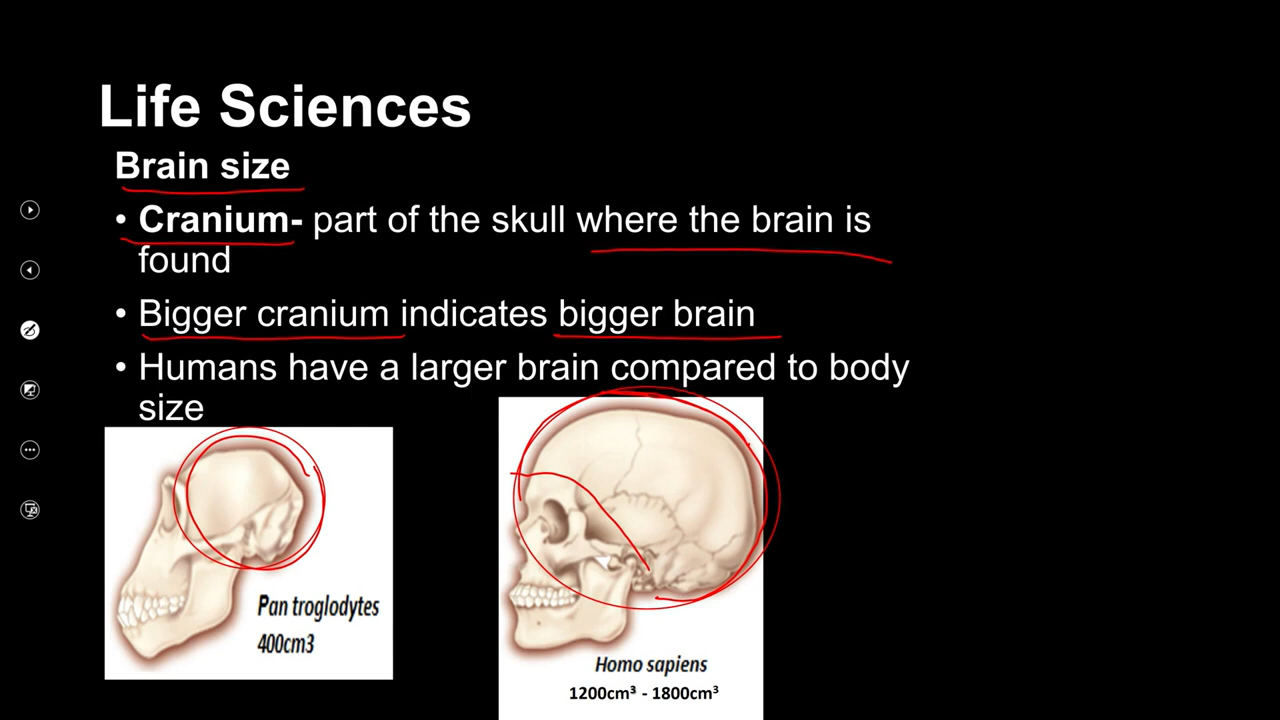 Life Sciences
Brain size
• Cranium- part of the skull where the brain is
found
• Bigger cranium indicates bigger brain
• Humans have a larger brain compared to body
size
Pan troglodytes
400cm3
Homo sapiens
1200cm³ - 1800cm³